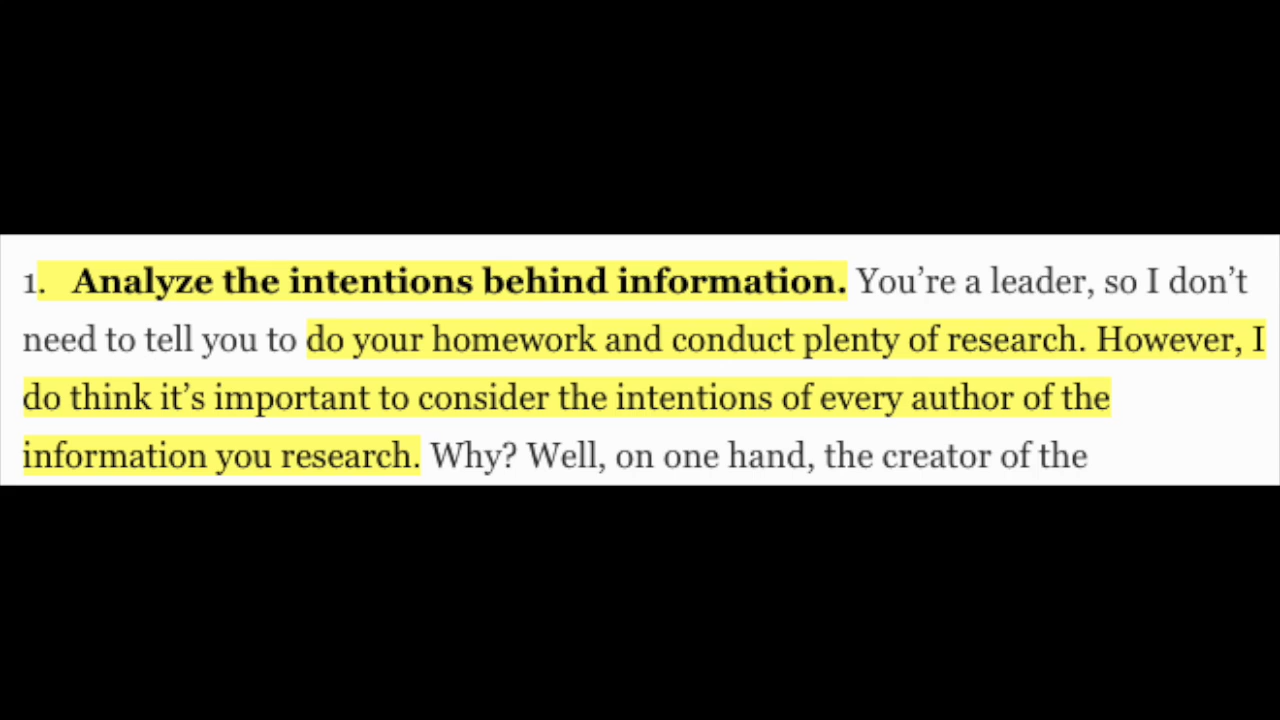 1.   Analyze the intentions behind information. You’re a leader, so I don’t
need to tell you to do your homework and conduct plenty of research. However, I
do think it’s important to consider the intentions of every author of the
information you research. Why? Well, on one hand, the creator of the